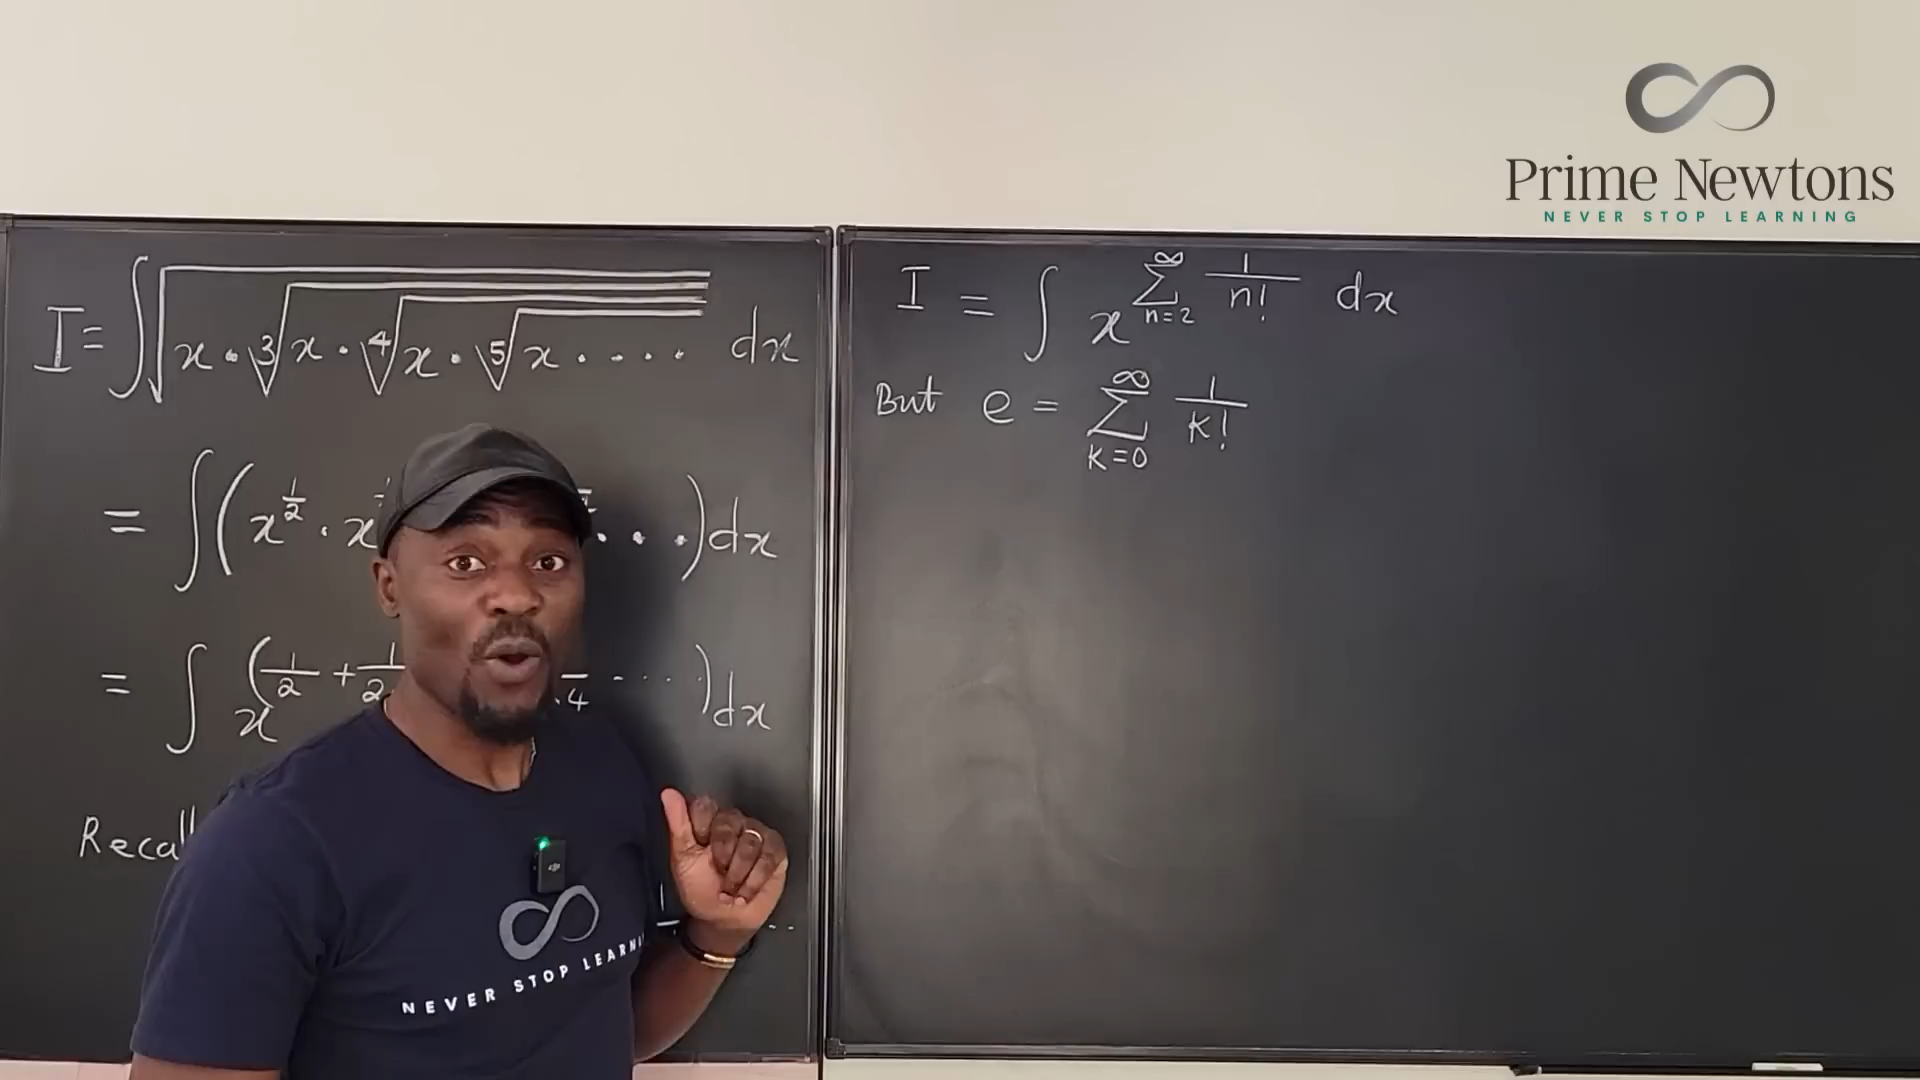 Prime Newtons
NEVER STOP LEARNING
I = ∫ √(x · ∛(x · ∜(x · ⁵√(x · · · ·)))) dx
= ∫ (x^(1/2) · x · · ·) dx
= ∫ x^(1/2 + 1/2 .4 · · · ·) dx
Recall
1 ..
I = ∫ x^(∑_{n=2}^{∞} 1/n!) dx
But e = ∑_{k=0}^{∞} 1/k!
NEVER STOP LEARN